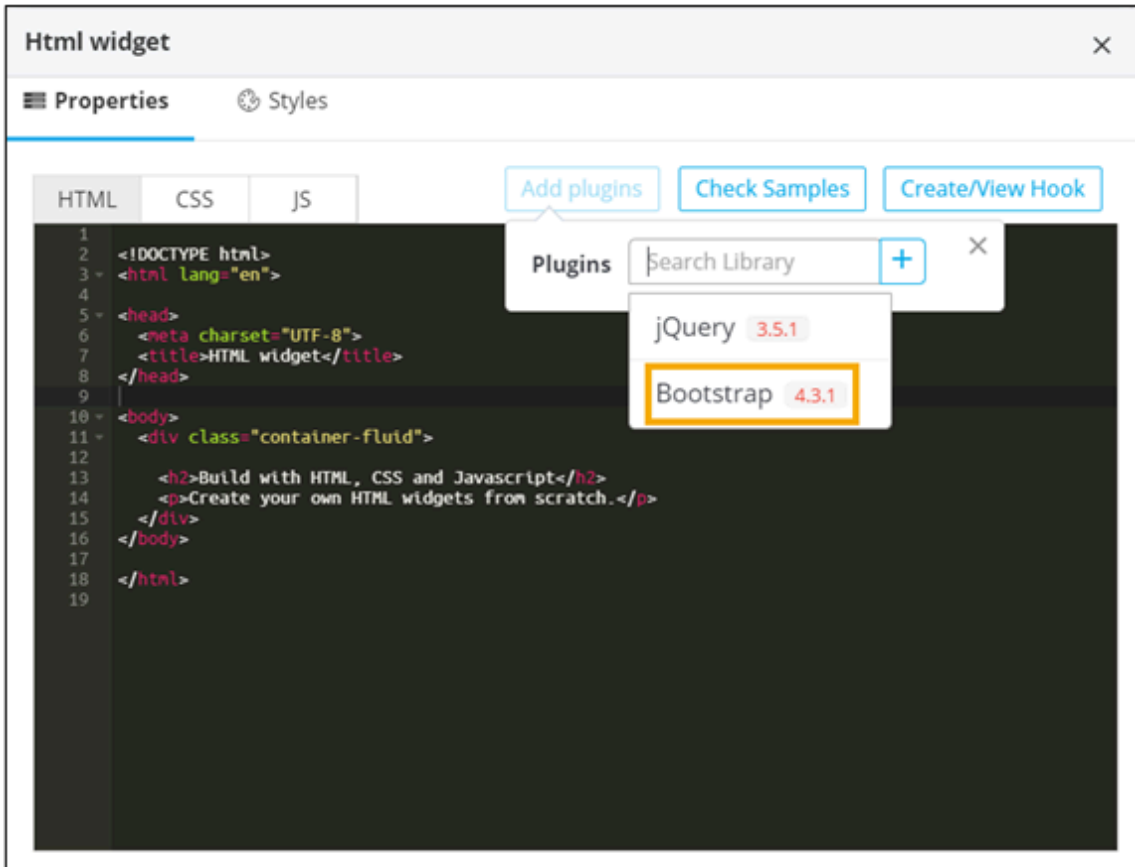 Html widget
Properties Styles
HTML CSS JS
Add plugins Check Samples Create/View Hook
Plugins Search Library +
jQuery 3.5.1
Bootstrap 4.3.1
1
2 <!DOCTYPE html>
3 <html lang="en">
4
5 <head>
6 <meta charset="UTF-8">
7 <title>HTML widget</title>
8 </head>
9
10 <body>
11 <div class="container-fluid">
12
13 <h2>Build with HTML, CSS and Javascript</h2>
14 <p>Create your own HTML widgets from scratch.</p>
15 </div>
16 </body>
17
18 </html>
19